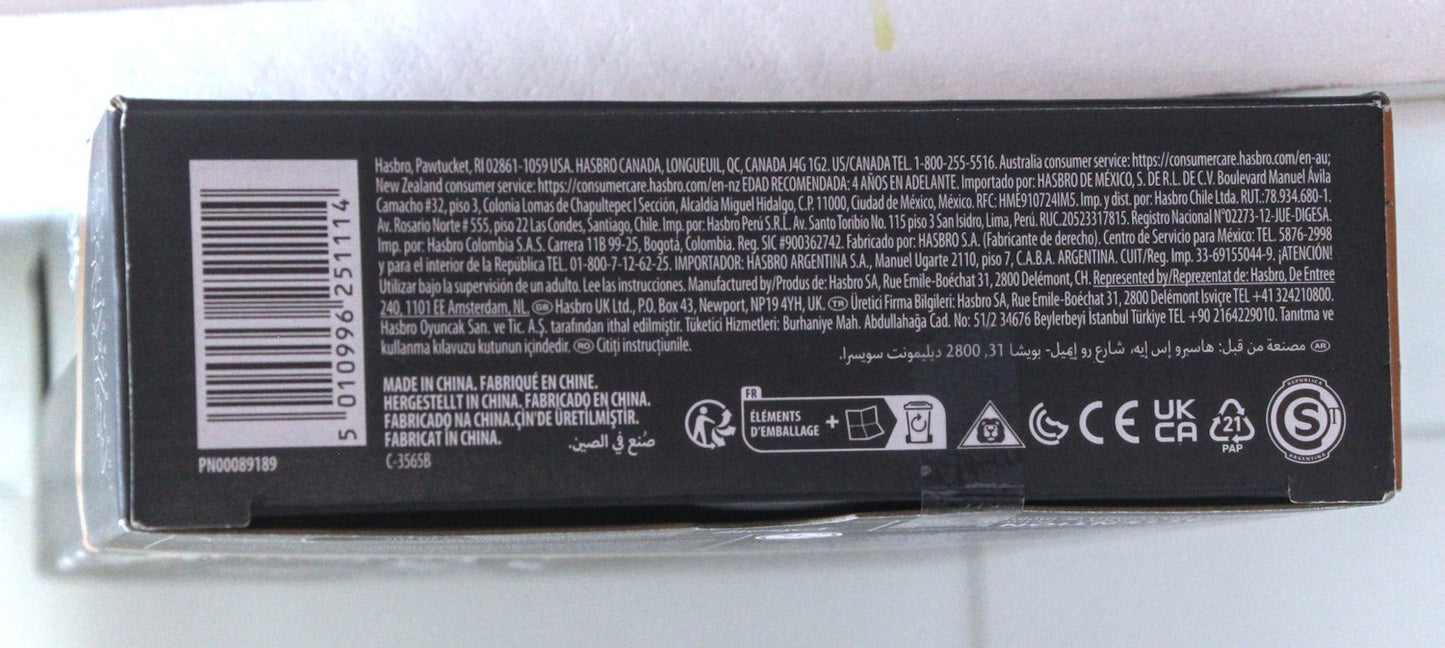 Hasbro, Pawtucket, RI 02861-1059 USA. HASBRO CANADA, LONGUEUIL, QC, CANADA J4G 1G2. US/CANADA TEL. 1-800-255-5516. Australia consumer service: https://consumercare.hasbro.com/en-au;
New Zealand consumer service: https://consumercare.hasbro.com/en-nz EDAD RECOMENDADA: 4 AÑOS EN ADELANTE. Importado por: HASBRO DE MÉXICO, S. DE R.L. DE C.V. Boulevard Manuel Ávila
Camacho #32, piso 3, Colonia Lomas de Chapultepec I Sección, Alcaldía Miguel Hidalgo, C.P. 11000, Ciudad de México, México. RFC: HME910724IM5. Imp. y dist. por: Hasbro Chile Ltda. RUT.:78.934.680-1.
Av. Rosario Norte # 555, piso 22 Las Condes, Santiago, Chile. Imp. por: Hasbro Perú S.R.L. Av. Santo Toribio No. 115 piso 3 San Isidro, Lima, Perú. RUC.20523317815. Registro Nacional N°02273-12-JUE-DIGESA.
Imp. por: Hasbro Colombia S.A.S. Carrera 11B 99-25, Bogotá, Colombia. Reg. SIC #900362742. Fabricado por: HASBRO S.A. (Fabricante de derecho). Centro de Servicio para México: TEL. 5876-2998
y para el interior de la República TEL. 01-800-7-12-62-25. IMPORTADOR: HASBRO ARGENTINA S.A., Manuel Ugarte 2110, piso 7, C.A.B.A. ARGENTINA. CUIT/Reg. Imp. 33-69155044-9. ¡ATENCIÓN!
Utilizar bajo la supervisión de un adulto. Lee las instrucciones. Manufactured by/Produs de: Hasbro SA, Rue Emile-Boéchat 31, 2800 Delémont, CH. Represented by/Reprezentat de: Hasbro, De Entree
240, 1101 EE Amsterdam, NL. GB Hasbro UK Ltd., P.O. Box 43, Newport, NP19 4YH, UK. TR Üretici Firma Bilgileri: Hasbro SA, Rue Emile-Boéchat 31, 2800 Delémont İsviçre TEL +41 324210800.
Hasbro Oyuncak San. ve Tic. A.Ş. tarafından ithal edilmiştir. Tüketici Hizmetleri: Burhaniye Mah. Abdullahağa Cad. No: 51/2 34676 Beylerbeyi İstanbul Türkiye TEL +90 2164229010. Tanıtma ve
kullanma kılavuzu kutunun içindedir. RO Citiți instrucțiunile.
AR مصنعة من قبل: هاسبرو إس إيه، شارع رو إيميل- بويشا 31، 2800 ديليمونت سويسرا.
MADE IN CHINA. FABRIQUÉ EN CHINE.
HERGESTELLT IN CHINA. FABRICADO EN CHINA.
FABRICADO NA CHINA. ÇİN'DE ÜRETİLMİŞTİR.
FABRICAT ÎN CHINA. صُنع في الصين.
C-3565B
5 010996 251114
PN00089189
FR
ÉLÉMENTS
D'EMBALLAGE +
CE
UK
CA
21
PAP
REPUBLICA
S T
ARGENTINA